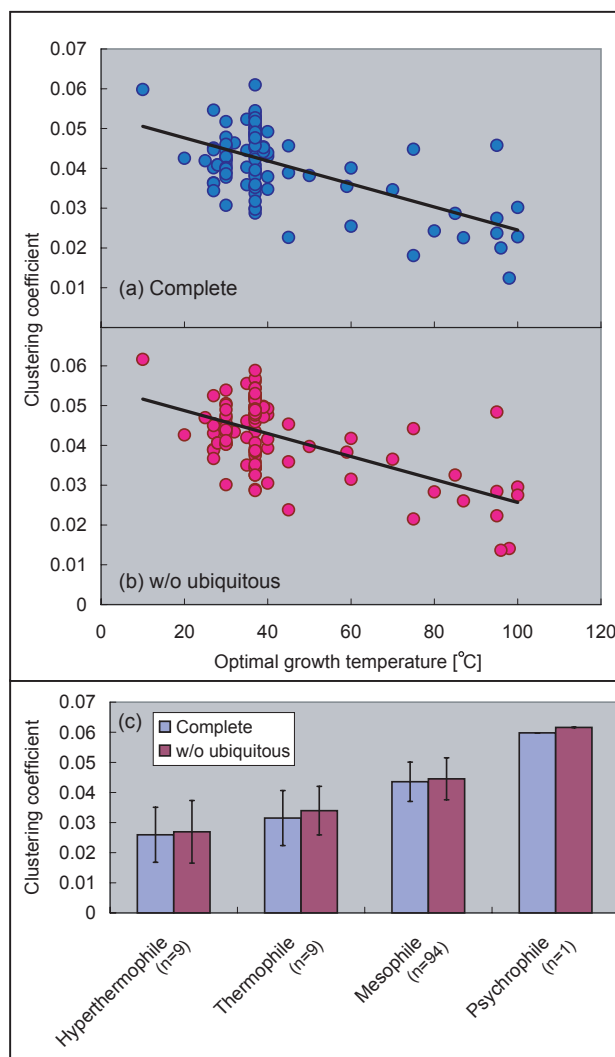 0.07
0.06
0.05
0.04
0.03
0.02
0.01
(a) Complete
Clustering coefficient
0.06
0.05
0.04
0.03
0.02
0.01
0
(b) w/o ubiquitous
0 20 40 60 80 100 120
Optimal growth temperature [°C]
(c)
Complete
w/o ubiquitous
Clustering coefficient
0.07
0.06
0.05
0.04
0.03
0.02
0.01
0
Hyperthermophile
(n=9)
Thermophile
(n=9)
Mesophile
(n=94)
Psychrophile
(n=1)